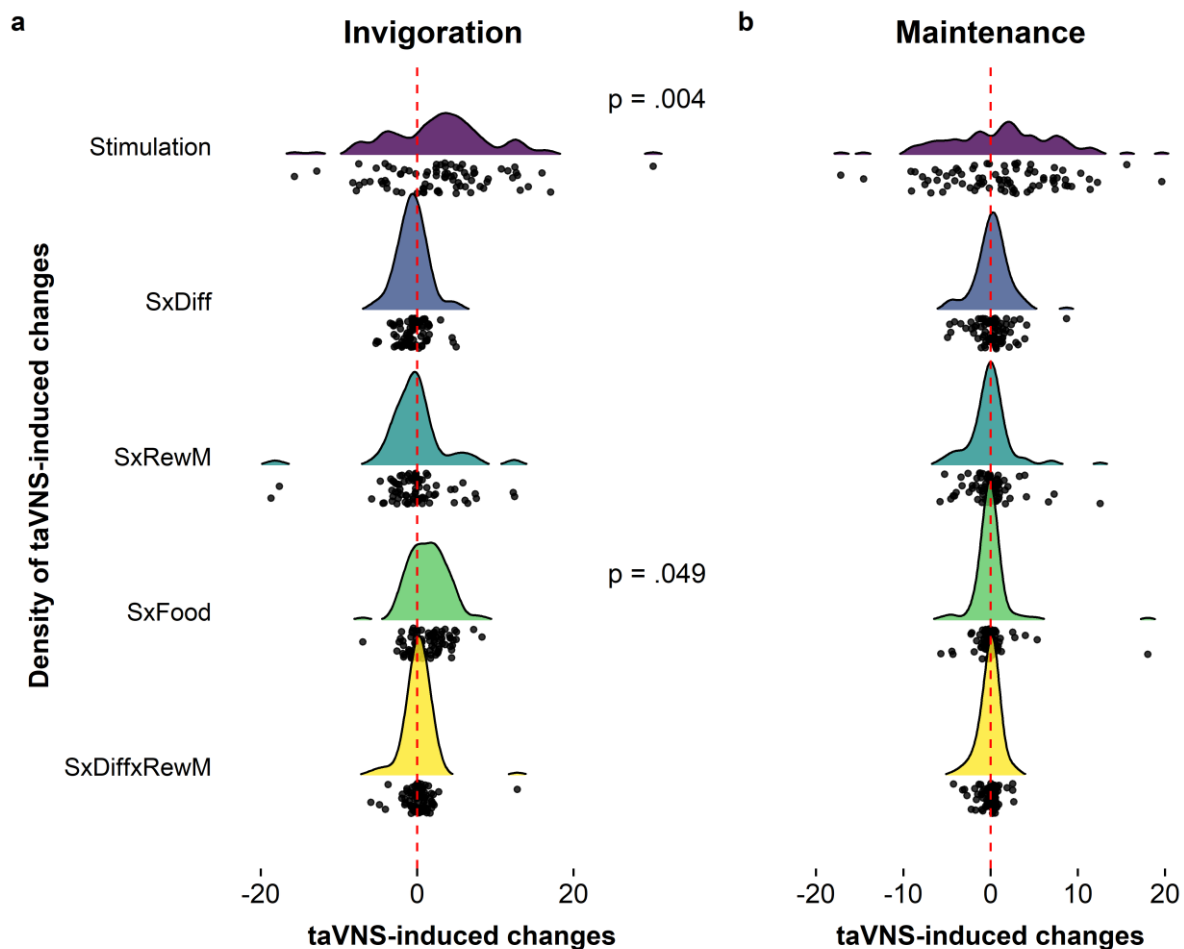 a
Invigoration
b
Maintenance
p = .004
Stimulation
SxDiff
SxRewM
SxFood
p = .049
SxDiffxRewM
Density of taVNS-induced changes
-20 0 20
-20 -10 0 10 20
taVNS-induced changes
taVNS-induced changes